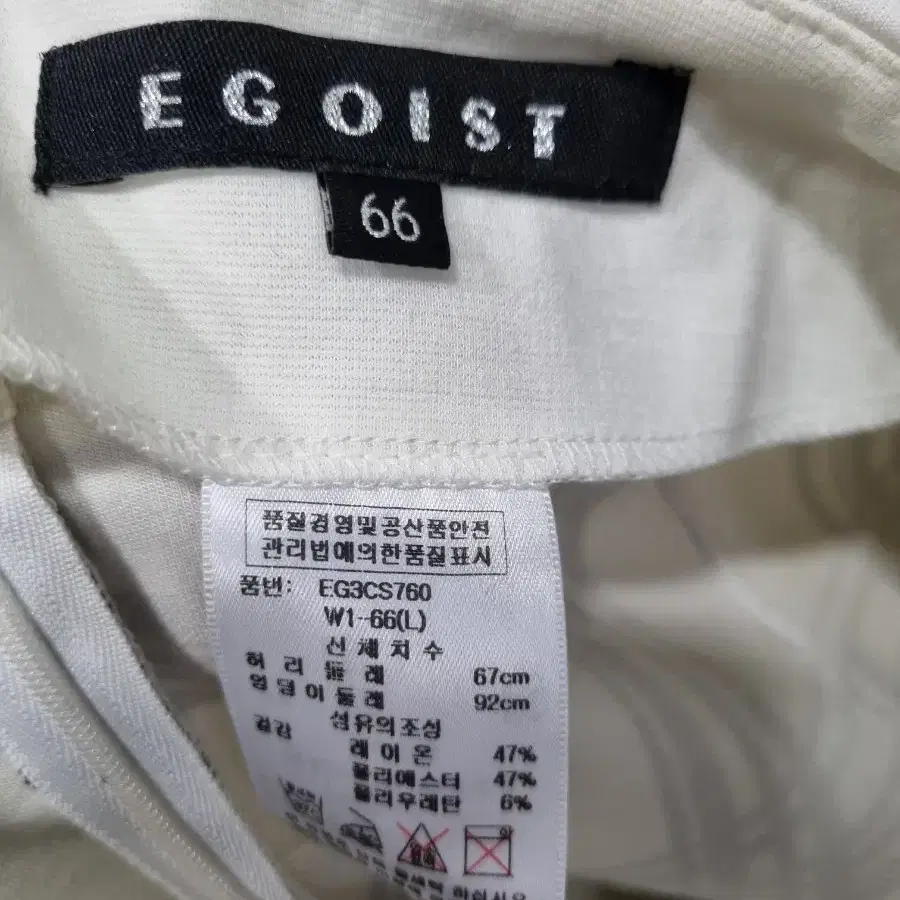 EGOIST
66
품질경영및공산품안전
관리법에의한품질표시
품번: EG3CS760
W1-66(L)
신체치수
허리둘레 67cm
엉덩이둘레 92cm
섬유의조성
겉감 레이온 47%
폴리에스터 47%
폴리우레탄 6%